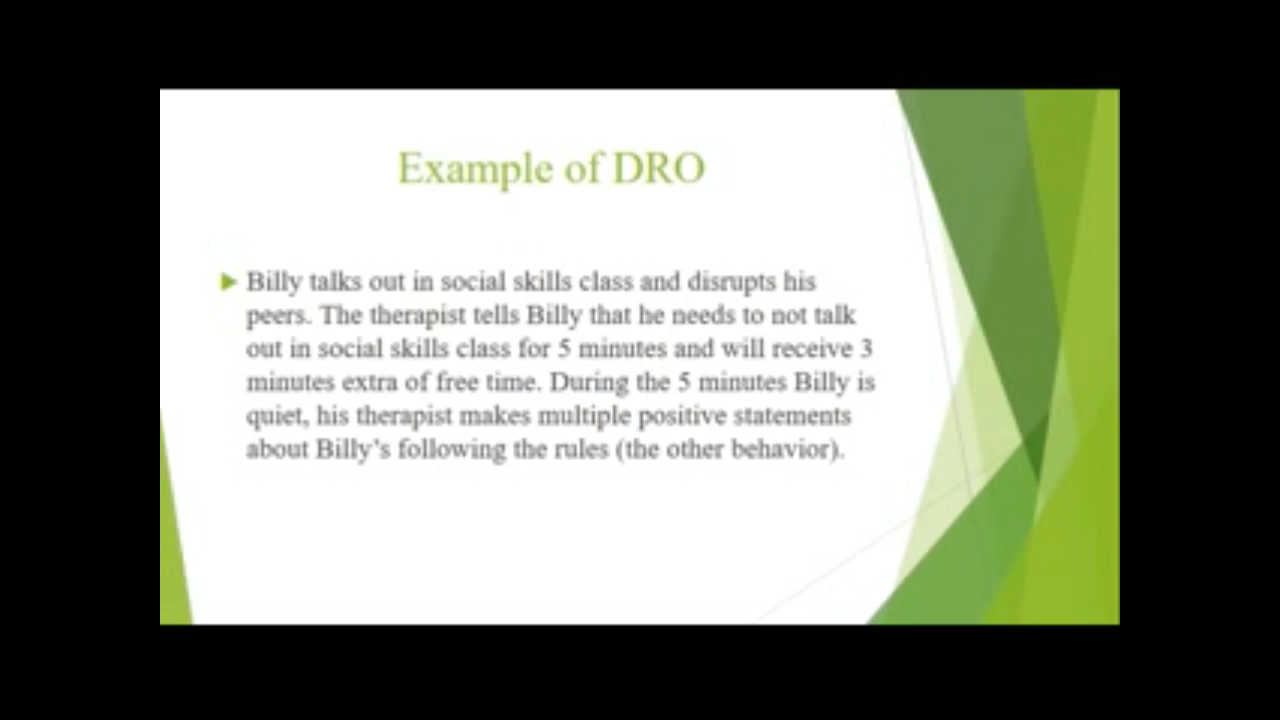 Example of DRO
Billy talks out in social skills class and disrupts his
peers. The therapist tells Billy that he needs to not talk
out in social skills class for 5 minutes and will receive 3
minutes extra of free time. During the 5 minutes Billy is
quiet, his therapist makes multiple positive statements
about Billy’s following the rules (the other behavior).